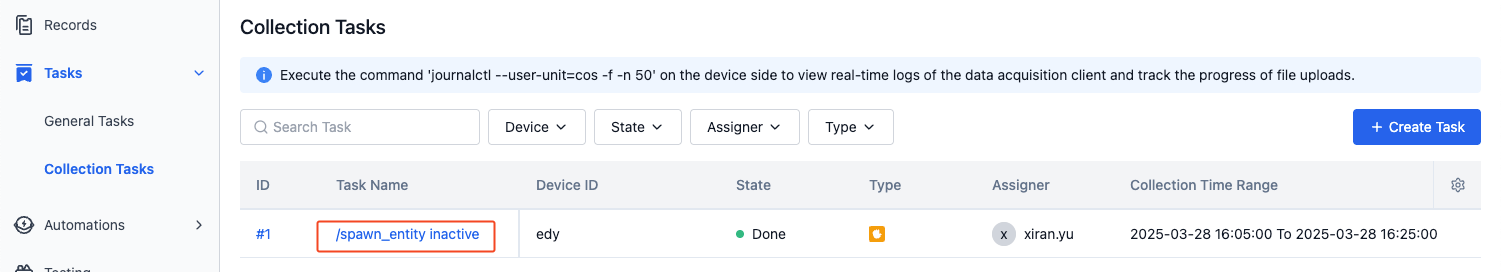 Records
Tasks
General Tasks
Collection Tasks
Automations
Testing
Collection Tasks
Execute the command 'journalctl --user-unit=cos -f -n 50' on the device side to view real-time logs of the data acquisition client and track the progress of file uploads.
Search Task Device State Assigner Type + Create Task
ID Task Name Device ID State Type Assigner Collection Time Range
#1 /spawn_entity inactive edy Done x xiran.yu 2025-03-28 16:05:00 To 2025-03-28 16:25:00